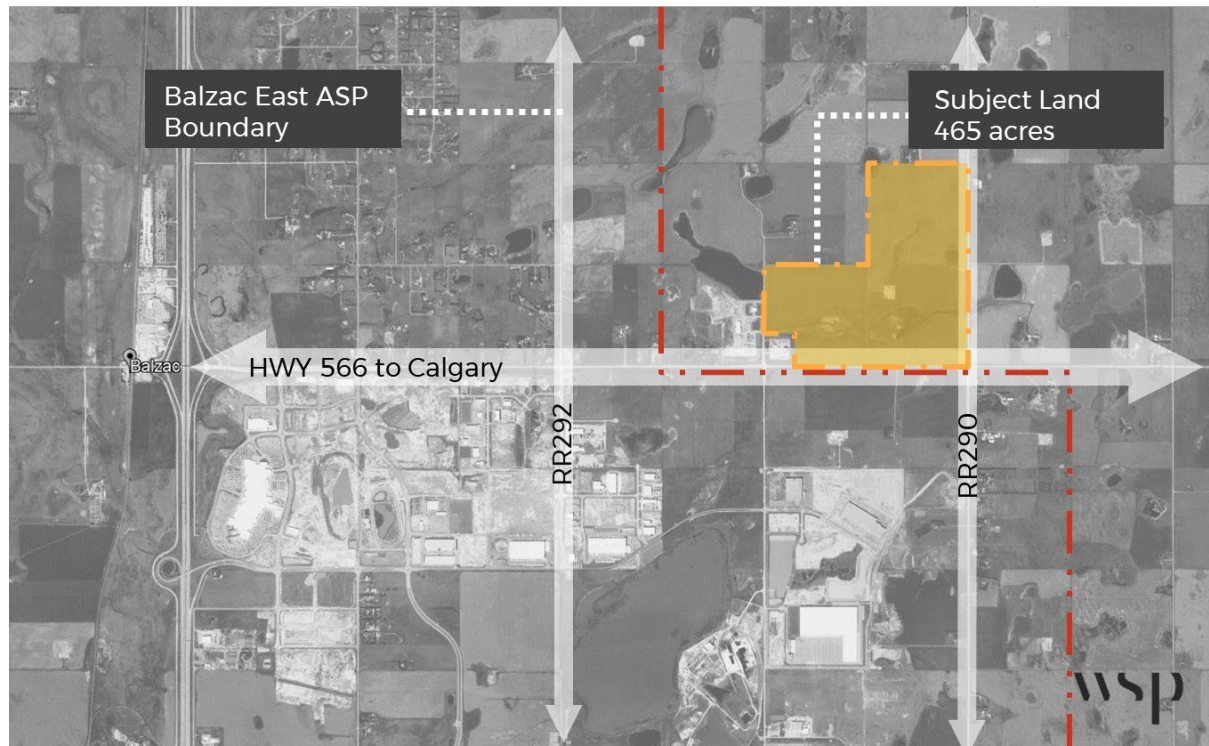 Balzac East ASP
Boundary
Subject Land
465 acres
Balzac
HWY 566 to Calgary
RR292
RR290
wsp